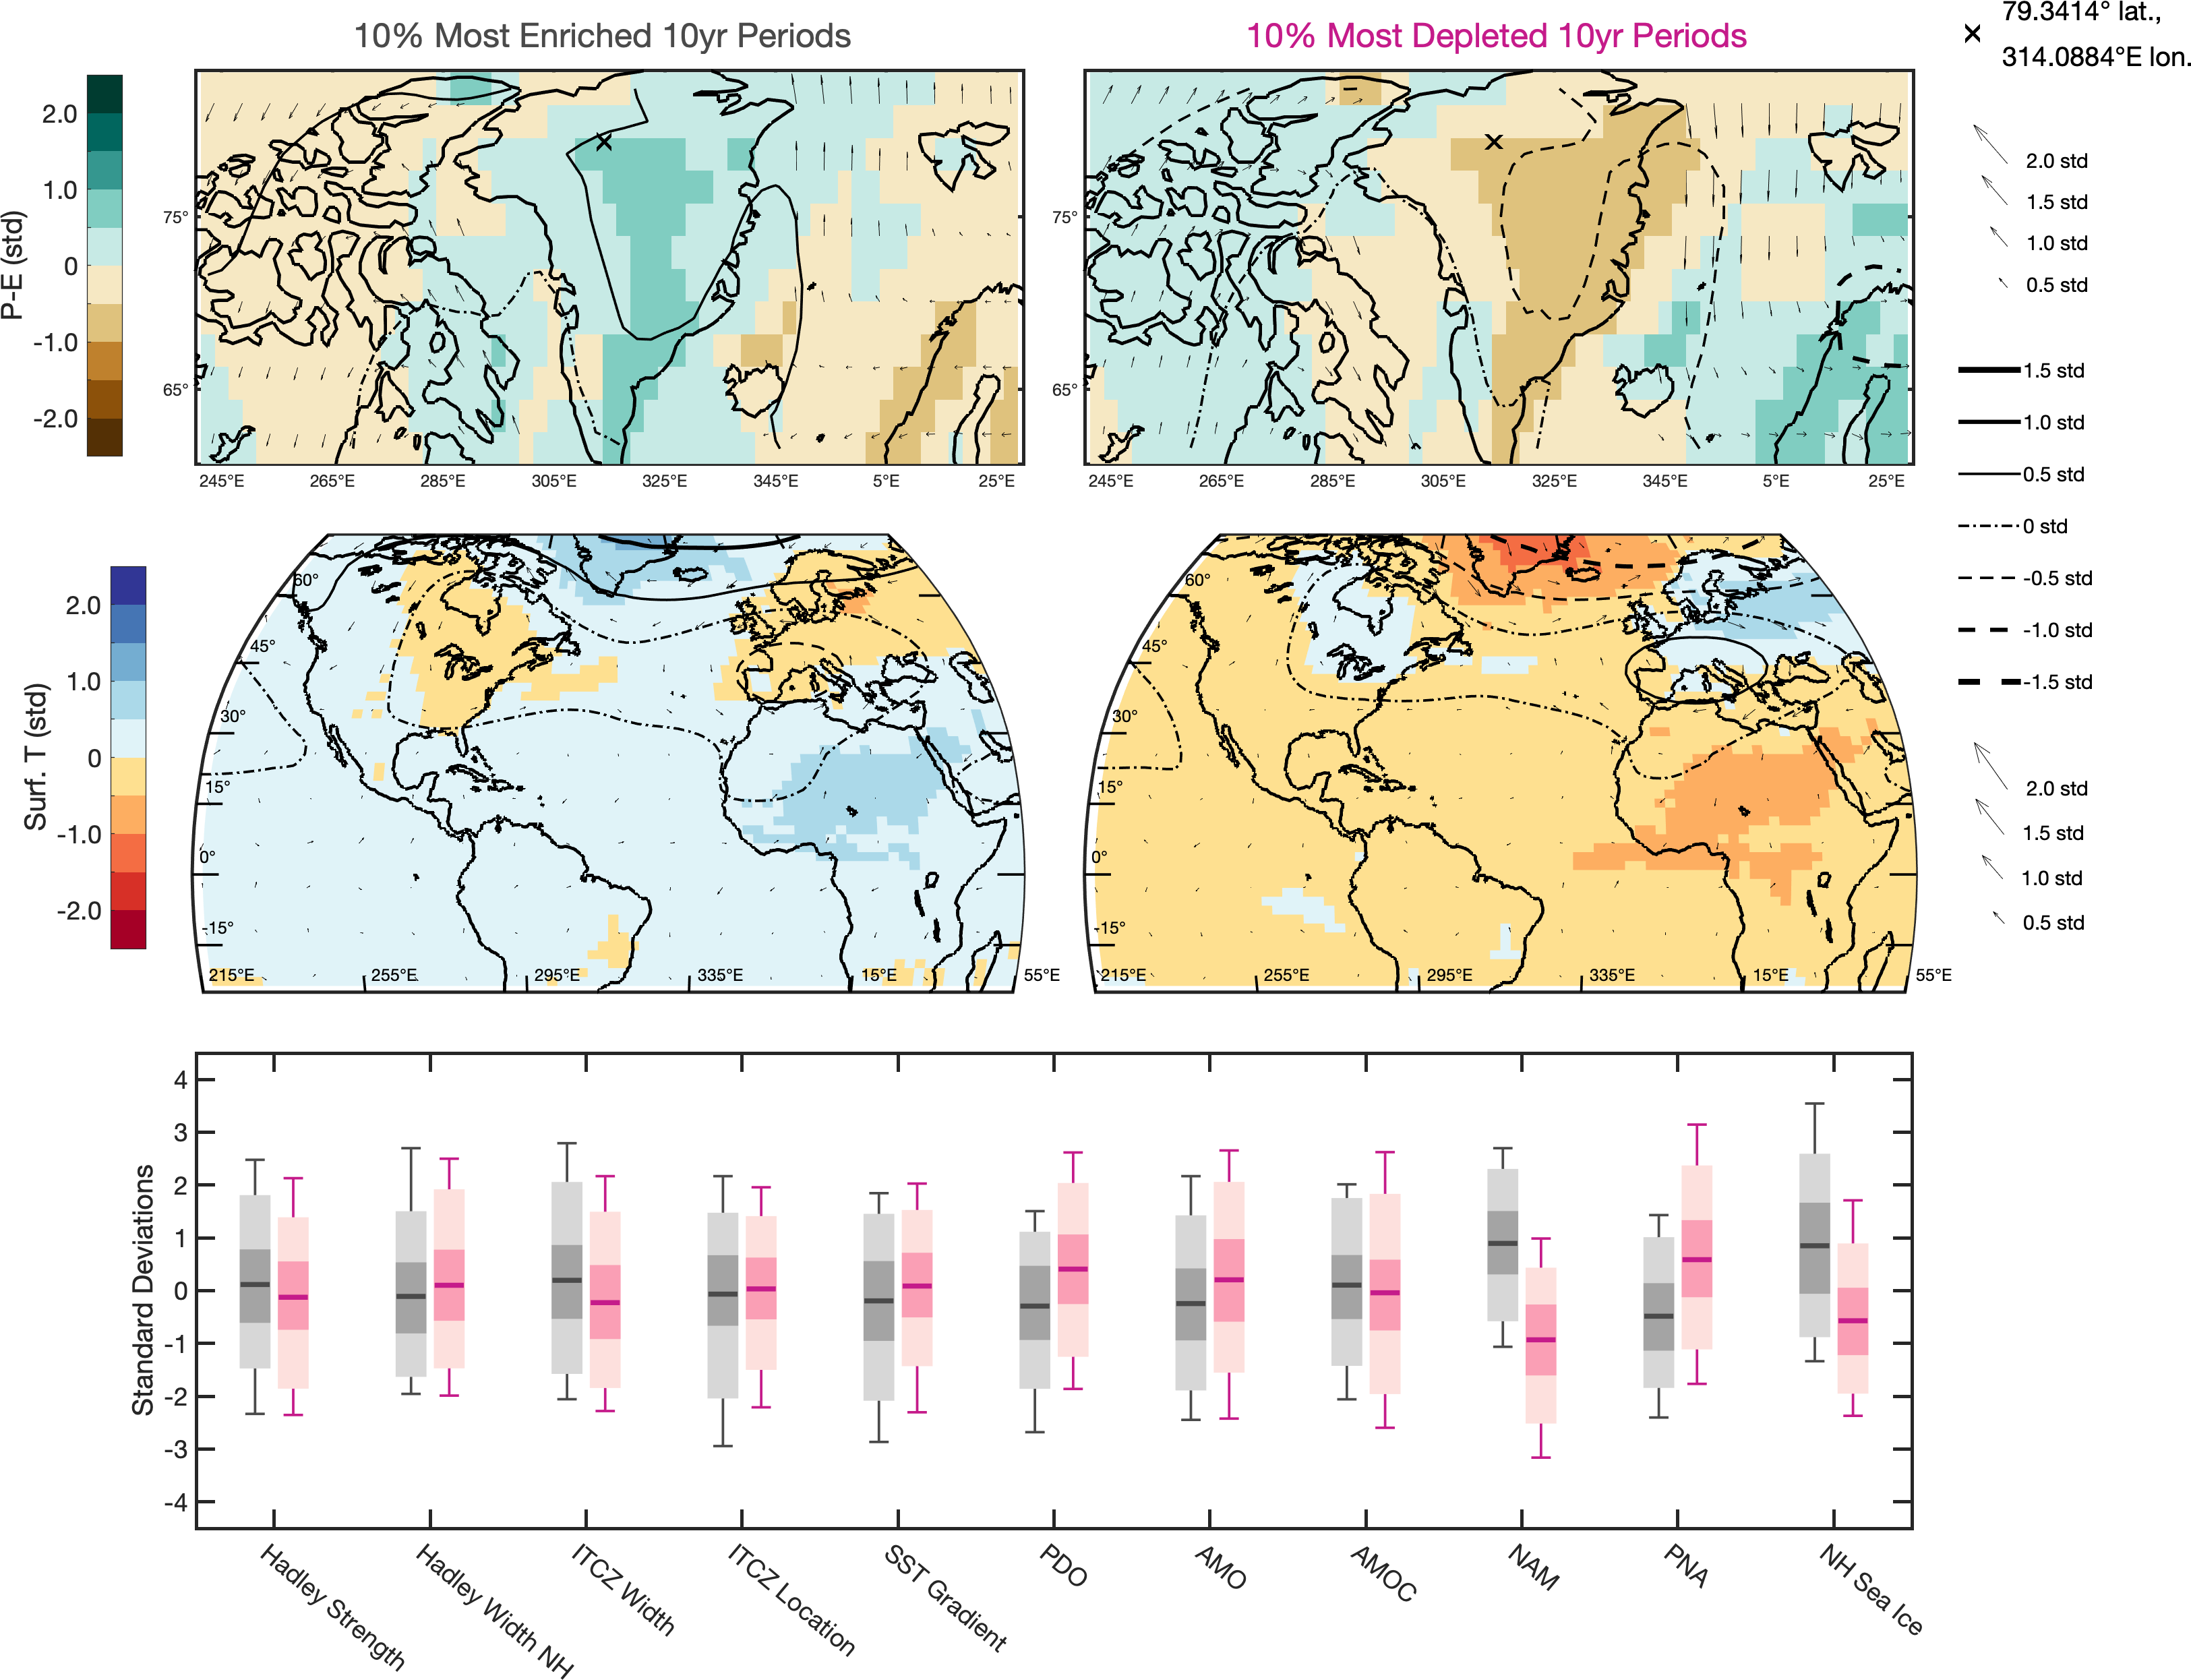 10% Most Enriched 10yr Periods
10% Most Depleted 10yr Periods
79.3414° lat.,
314.0884°E lon.
P-E (std)
2.0
1.0
0
-1.0
-2.0
75°
65°
245°E 265°E 285°E 305°E 325°E 345°E 5°E 25°E
75°
65°
245°E 265°E 285°E 305°E 325°E 345°E 5°E 25°E
2.0 std
1.5 std
1.0 std
0.5 std
1.5 std
1.0 std
0.5 std
0 std
-0.5 std
-1.0 std
-1.5 std
Surf. T (std)
2.0
1.0
0
-1.0
-2.0
60°
45°
30°
15°
0°
-15°
215°E 255°E 295°E 335°E 15°E 55°E
60°
45°
30°
15°
0°
-15°
215°E 255°E 295°E 335°E 15°E 55°E
2.0 std
1.5 std
1.0 std
0.5 std
Standard Deviations
4
3
2
1
0
-1
-2
-3
-4
Hadley Strength
Hadley Width NH
ITCZ Width
ITCZ Location
SST Gradient
PDO
AMO
AMOC
NAM
PNA
NH Sea Ice